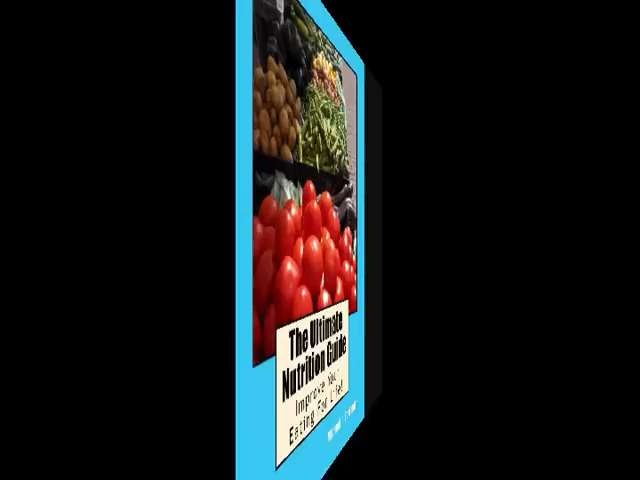 The Ultimate
Nutrition Guide
Improve Your
Eating For Life!